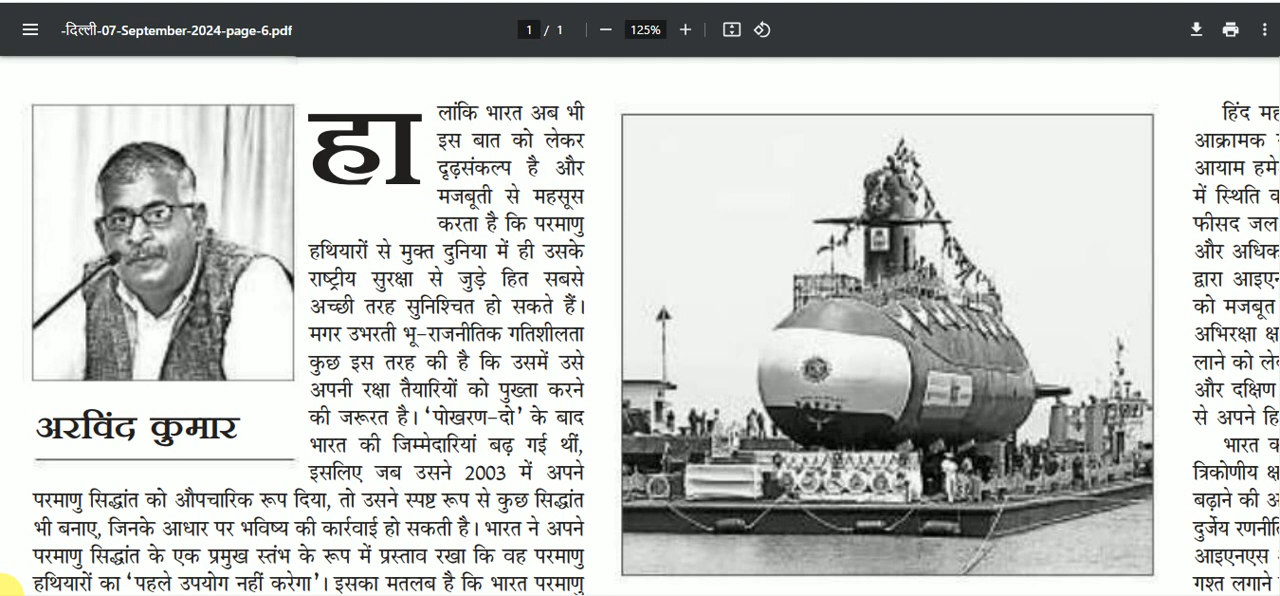 -दिल्ली-07-September-2024-page-6.pdf
1 / 1
125%
हालांकि भारत अब भी
इस बात को लेकर
दृढ़संकल्प है और
मजबूती से महसूस
करता है कि परमाणु
हथियारों से मुक्त दुनिया में ही उसके
राष्ट्रीय सुरक्षा से जुड़े हित सबसे
अच्छी तरह सुनिश्चित हो सकते हैं।
मगर उभरती भू-राजनीतिक गतिशीलता
कुछ इस तरह की है कि उसमें उसे
अपनी रक्षा तैयारियों को पुख्ता करने
की जरूरत है। ‘पोखरण-दो’ के बाद
भारत की जिम्मेदारियां बढ़ गई थीं,
इसलिए जब उसने 2003 में अपने
परमाणु सिद्धांत को औपचारिक रूप दिया, तो उसने स्पष्ट रूप से कुछ सिद्धांत
भी बनाए, जिनके आधार पर भविष्य की कार्रवाई हो सकती है। भारत ने अपने
परमाणु सिद्धांत के एक प्रमुख स्तंभ के रूप में प्रस्ताव रखा कि वह परमाणु
हथियारों का ‘पहले उपयोग नहीं करेगा’। इसका मतलब है कि भारत परमाणु
अरविंद कुमार
हिंद
आक्रामक
आयाम हमे
में स्थिति
फीसद जल
और अधिक
द्वारा आइए
को मजबूत
अभिरक्षा
लाने को
और दक्षिण
से अपने
भारत
त्रिकोणीय
बढ़ाने की
दुर्जेय
आइएनएस
गश्त लगाने